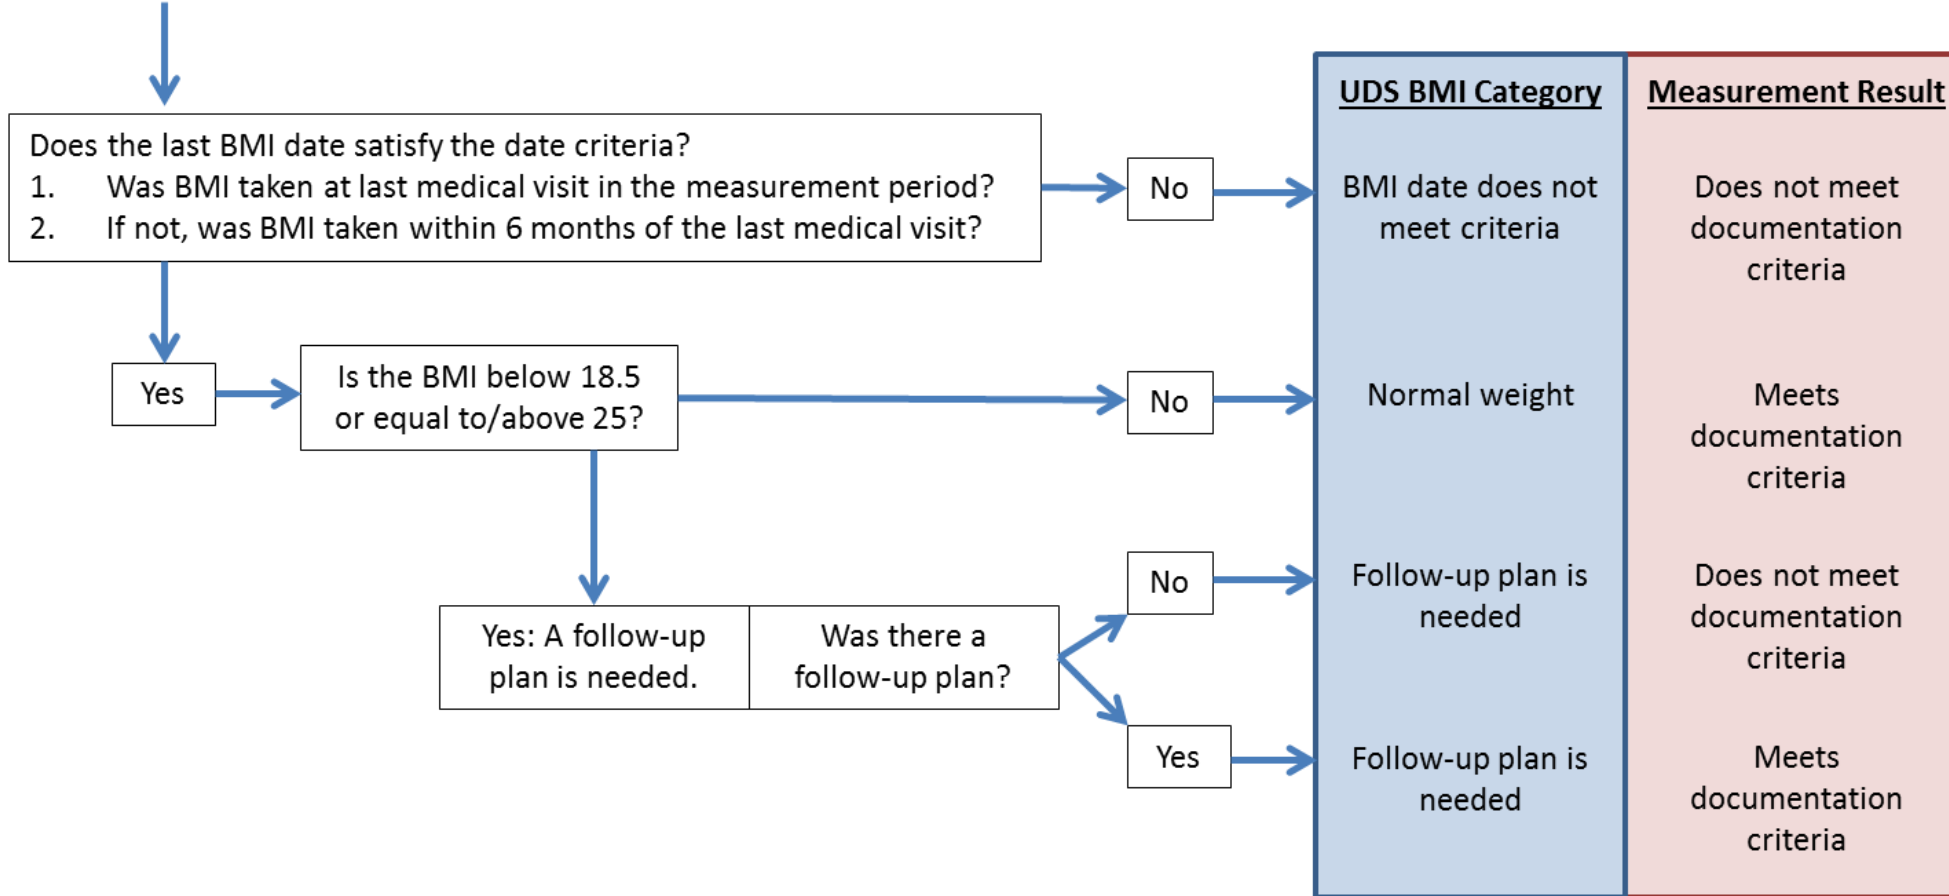 UDS BMI Category
Measurement Result
Does the last BMI date satisfy the date criteria?
1. Was BMI taken at last medical visit in the measurement period?
2. If not, was BMI taken within 6 months of the last medical visit?
No
BMI date does not
meet criteria
Does not meet
documentation
criteria
Yes
Is the BMI below 18.5
or equal to/above 25?
No
Normal weight
Meets
documentation
criteria
Yes: A follow-up
plan is needed.
Was there a
follow-up plan?
No
Follow-up plan is
needed
Does not meet
documentation
criteria
Yes
Follow-up plan is
needed
Meets
documentation
criteria